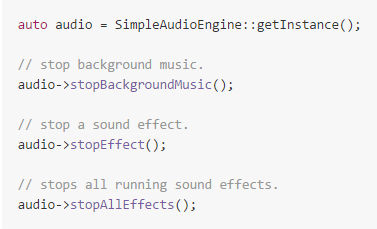 auto audio = SimpleAudioEngine::getInstance();
// stop background music.
audio->stopBackgroundMusic();
// stop a sound effect.
audio->stopEffect();
// stops all running sound effects.
audio->stopAllEffects();